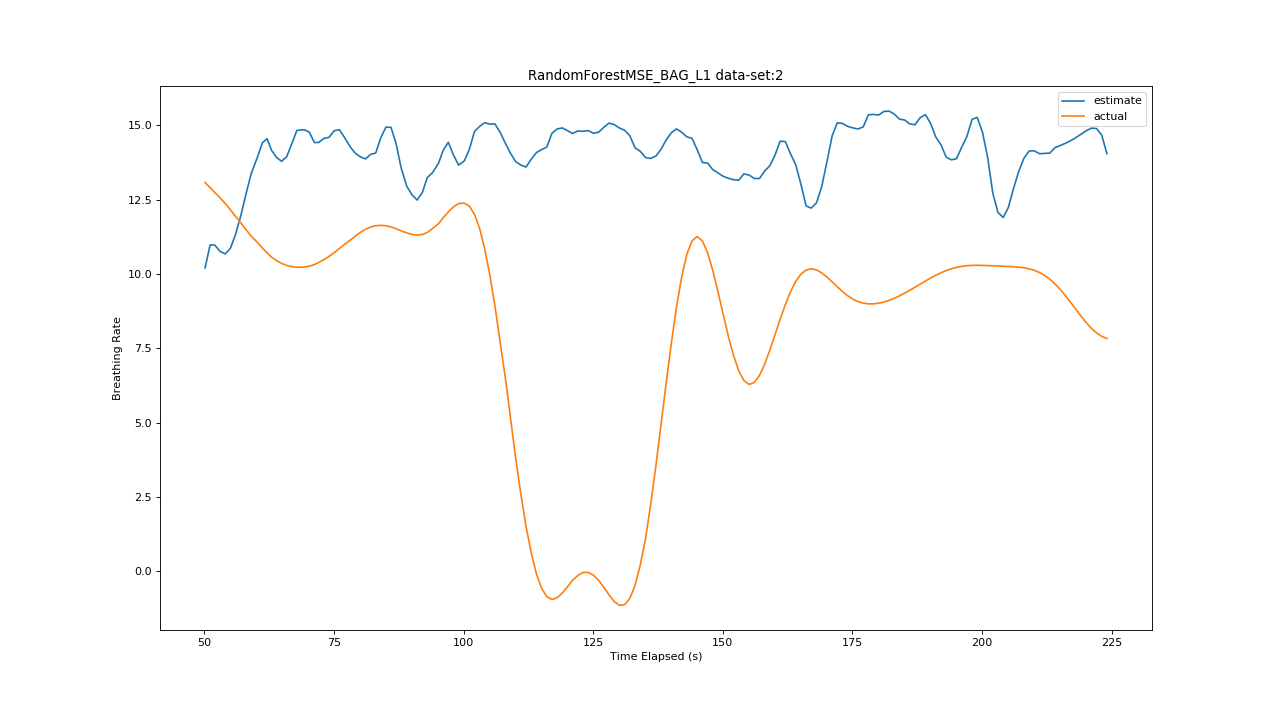 RandomForestMSE_BAG_L1 data-set:2
estimate
actual
15.0
12.5
10.0
7.5
5.0
2.5
0.0
Breathing Rate
50 75 100 125 150 175 200 225
Time Elapsed (s)